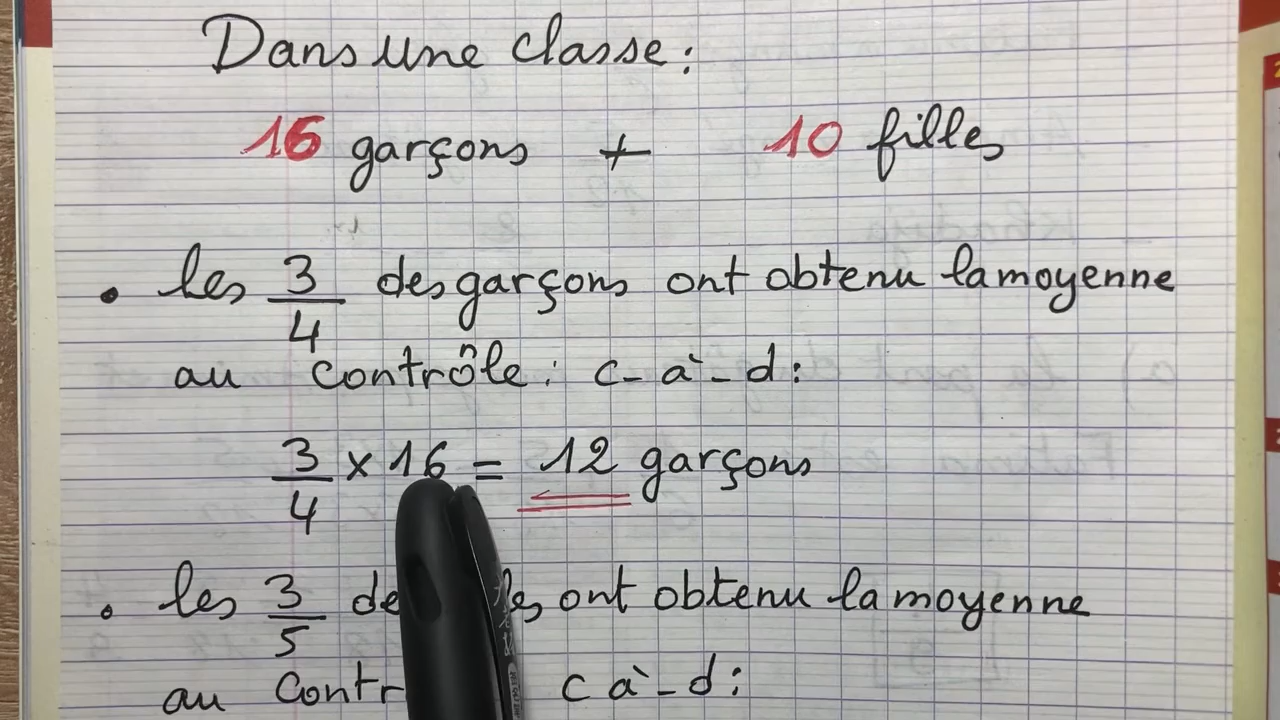 Dans une classe :
16 garçons + 10 filles
• les 3/4 des garçons ont obtenu la moyenne
au contrôle : c-à-d :
3/4 × 16 = 12 garçons
• les 3/5 ont obtenu la moyenne
au c à-d :